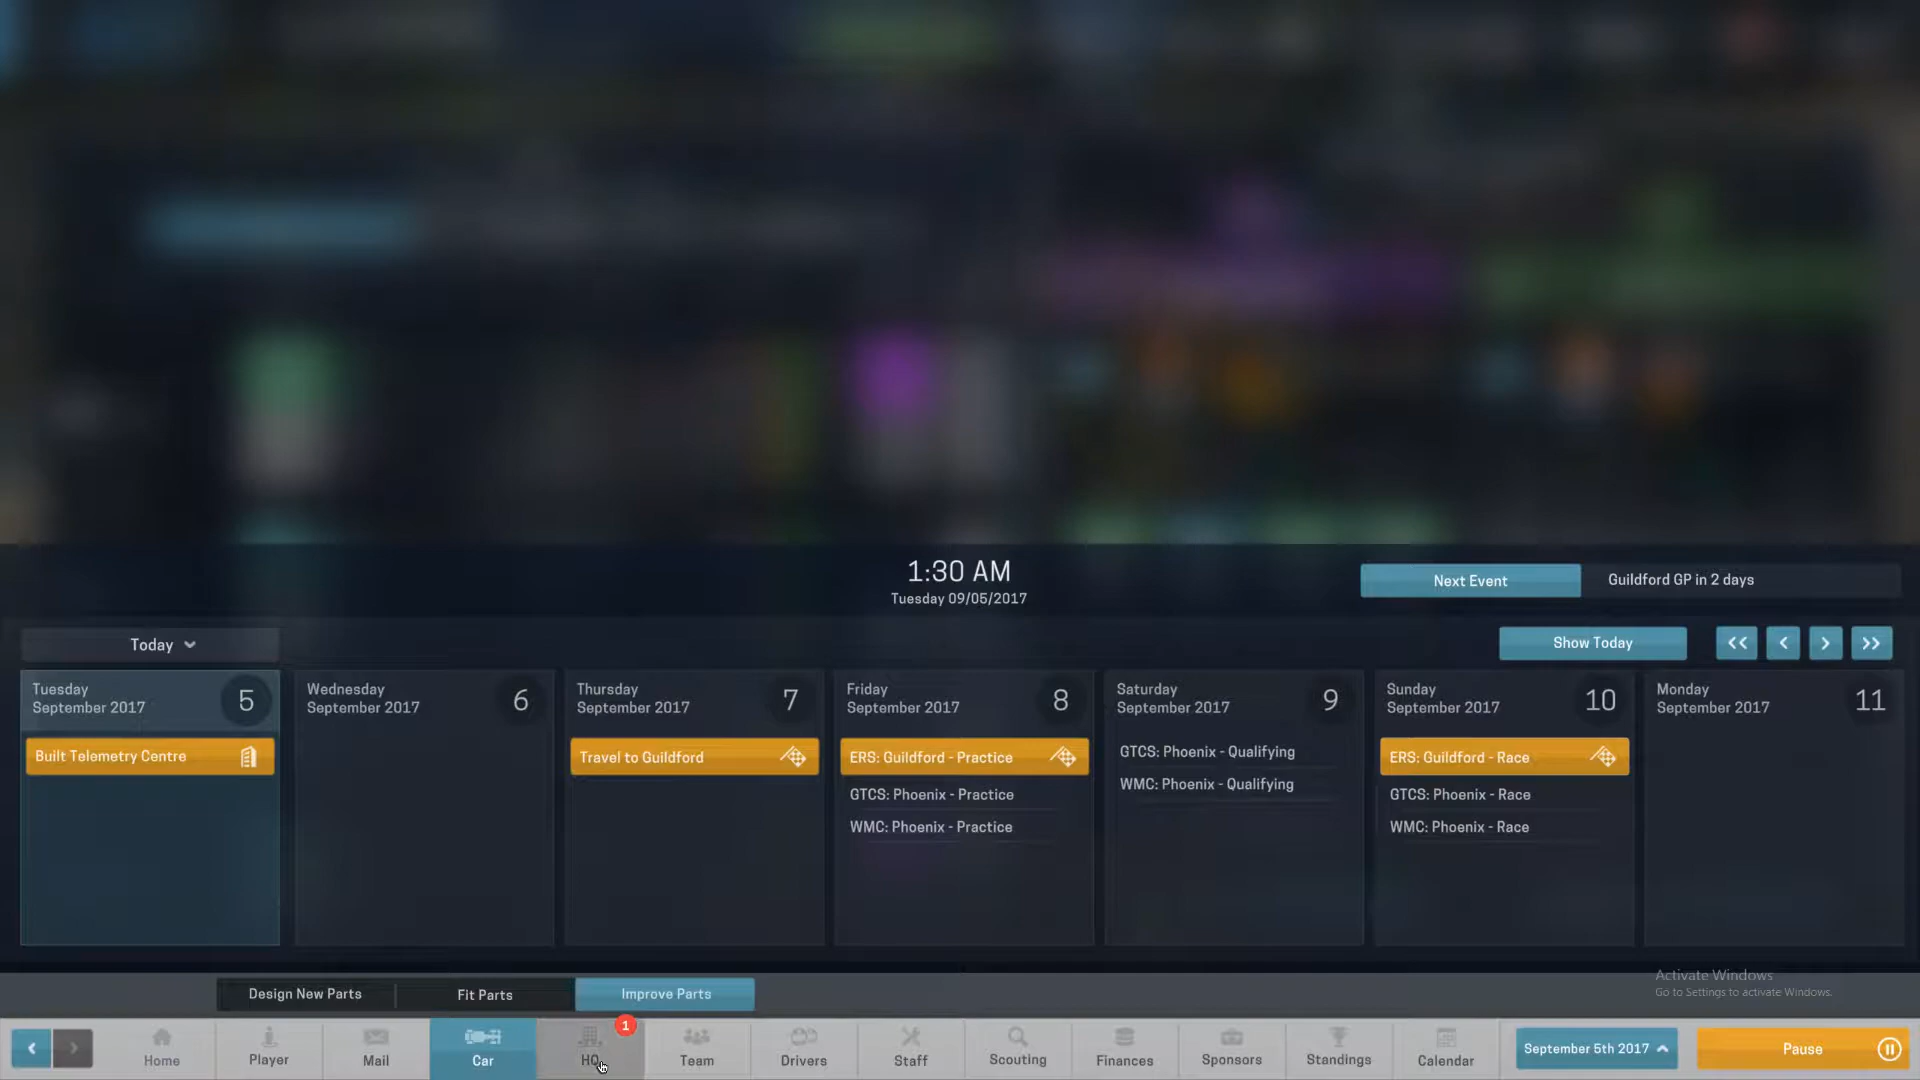 1:30 AM
Tuesday 09/05/2017
Next Event
Guildford GP in 2 days
Today
Show Today
Tuesday
September 2017
5
Built Telemetry Centre
Wednesday
September 2017
6
Thursday
September 2017
7
Travel to Guildford
Friday
September 2017
8
ERS: Guildford - Practice
GTCS: Phoenix - Practice
WMC: Phoenix - Practice
Saturday
September 2017
9
GTCS: Phoenix - Qualifying
WMC: Phoenix - Qualifying
Sunday
September 2017
10
ERS: Guildford - Race
GTCS: Phoenix - Race
WMC: Phoenix - Race
Monday
September 2017
11
Activate Windows
Go to Settings to activate Windows.
Design New Parts
Fit Parts
Improve Parts
Home
Player
Mail
Car
HQ
1
Team
Drivers
Staff
Scouting
Finances
Sponsors
Standings
Calendar
September 5th 2017
Pause